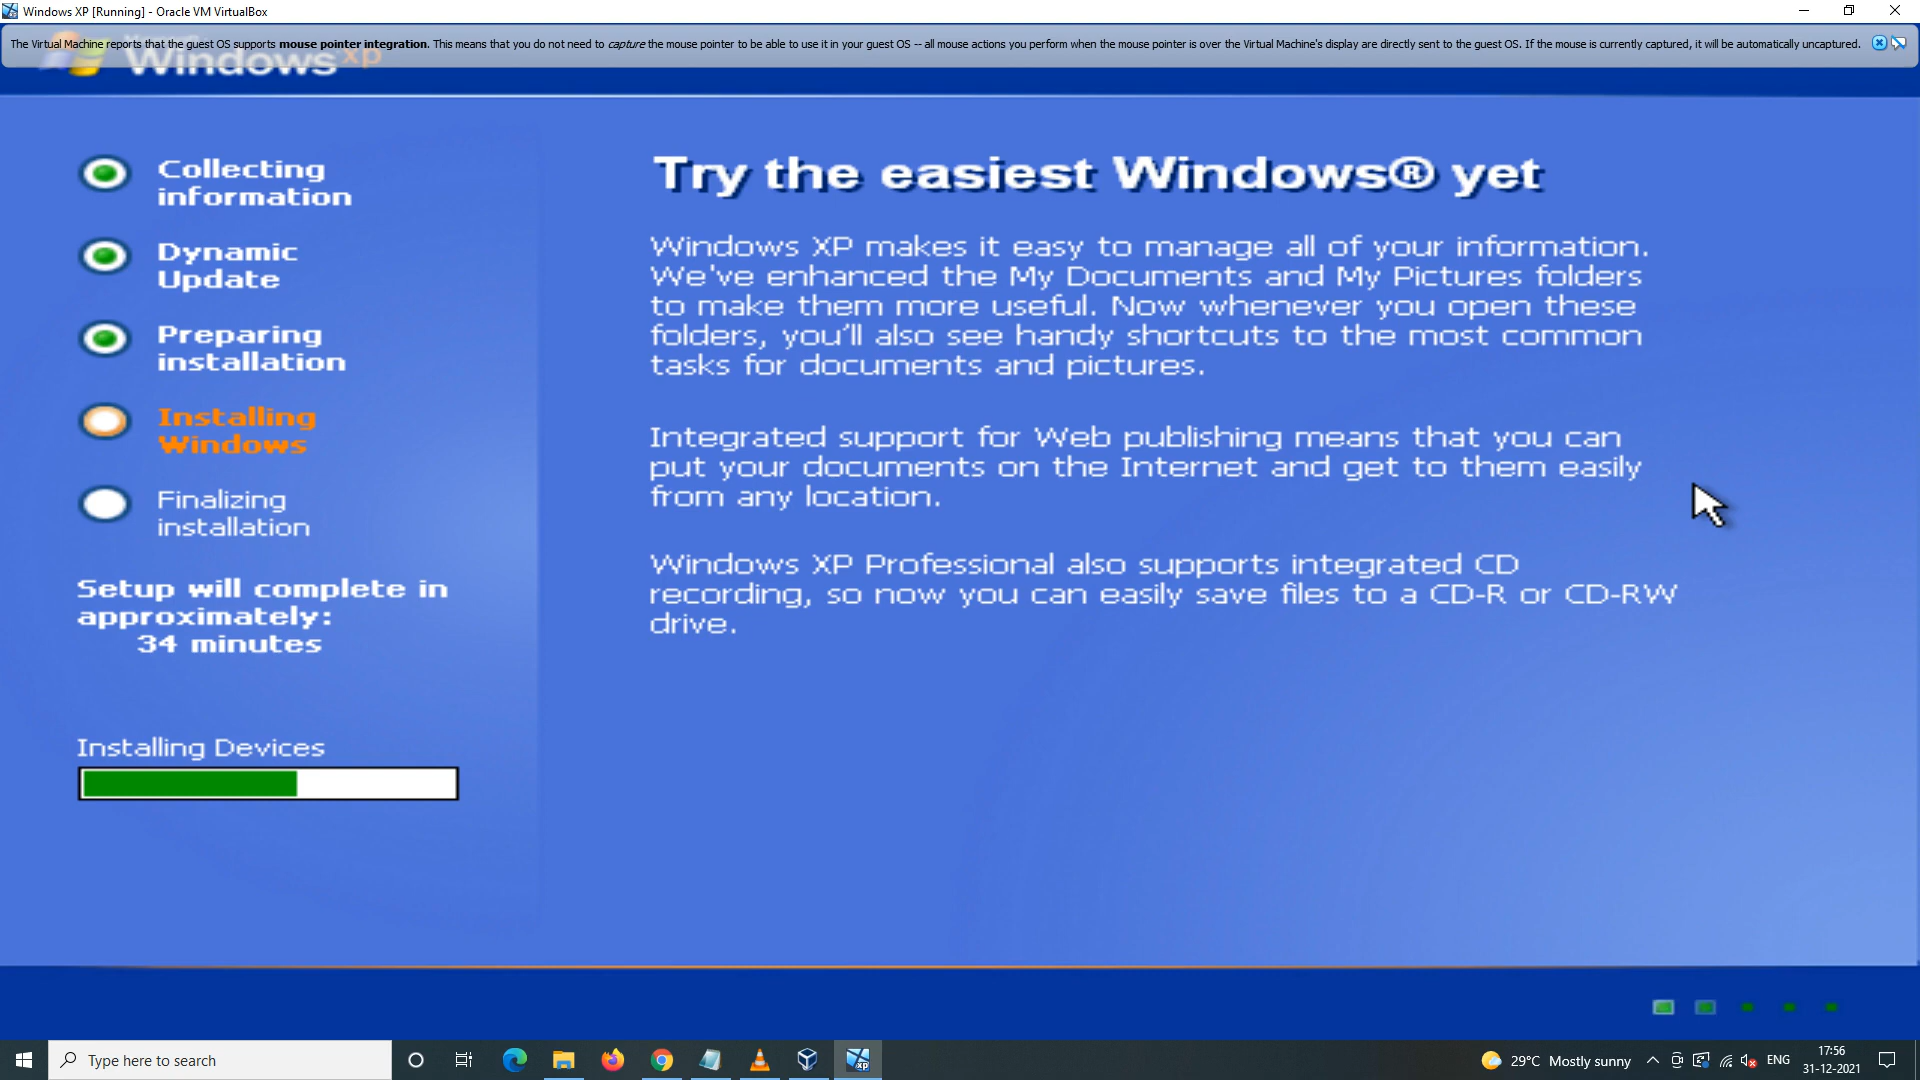 Windows XP [Running] - Oracle VM VirtualBox
The Virtual Machine reports that the guest OS supports mouse pointer integration. This means that you do not need to capture the mouse pointer to be able to use it in your guest OS -- all mouse actions you perform when the mouse pointer is over the Virtual Machine's display are directly sent to the guest OS. If the mouse is currently captured, it will be automatically uncaptured.
Windows xp
Collecting
information
Dynamic
Update
Preparing
installation
Installing
Windows
Finalizing
installation
Setup will complete in
approximately:
34 minutes
Installing Devices
Try the easiest Windows® yet
Windows XP makes it easy to manage all of your information.
We've enhanced the My Documents and My Pictures folders
to make them more useful. Now whenever you open these
folders, you'll also see handy shortcuts to the most common
tasks for documents and pictures.
Integrated support for Web publishing means that you can
put your documents on the Internet and get to them easily
from any location.
Windows XP Professional also supports integrated CD
recording, so now you can easily save files to a CD-R or CD-RW
drive.
Type here to search
xp
29°C Mostly sunny
ENG
17:56
31-12-2021